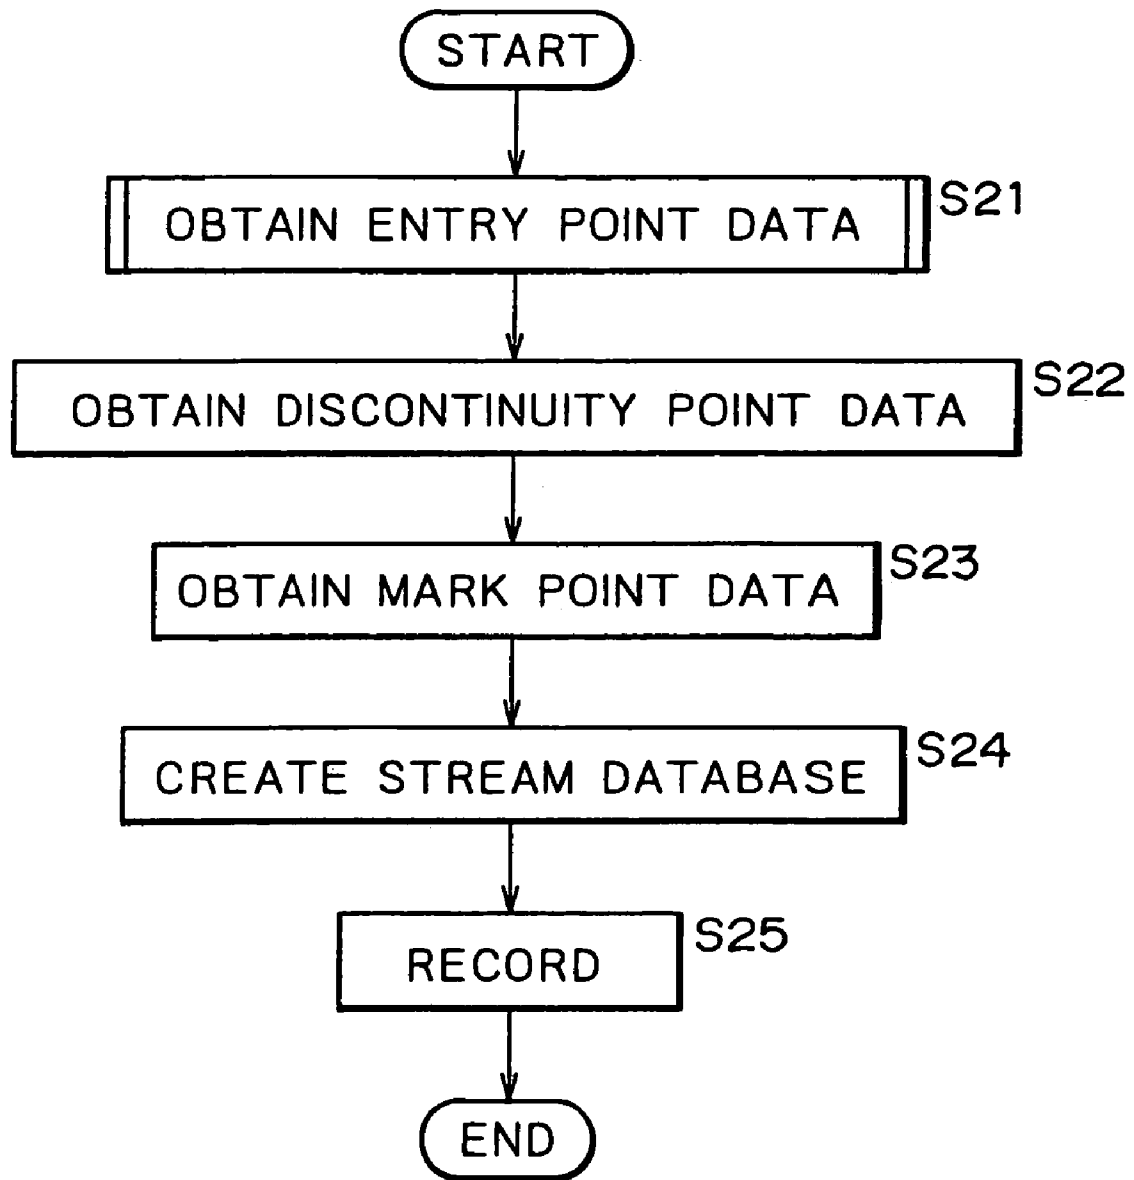 START
OBTAIN ENTRY POINT DATA S21
OBTAIN DISCONTINUITY POINT DATA S22
OBTAIN MARK POINT DATA S23
CREATE STREAM DATABASE S24
RECORD S25
END